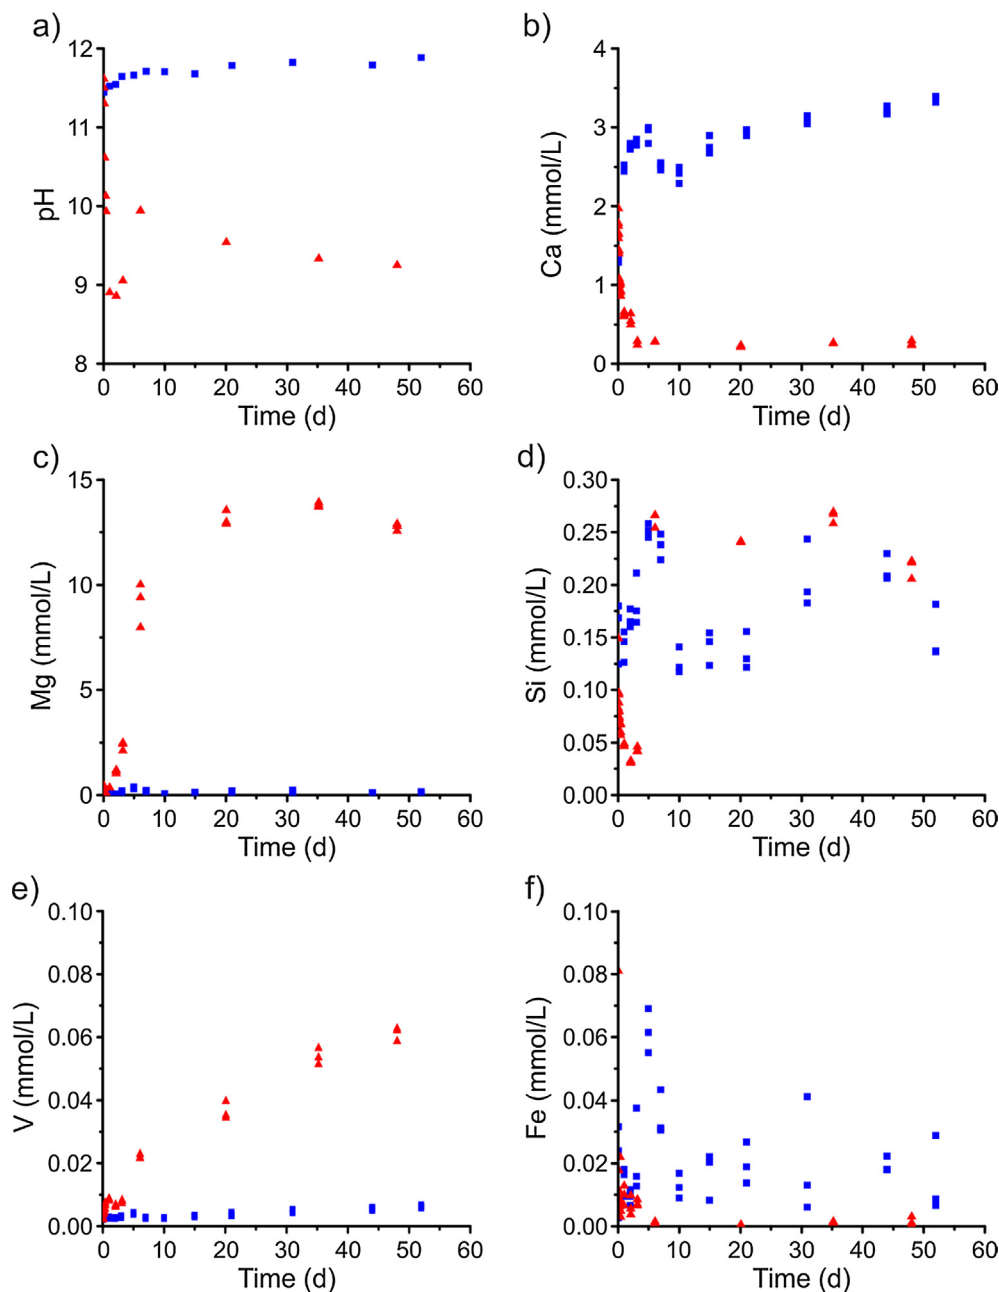 a)
12
11
10
9
8
pH
0 10 20 30 40 50 60
Time (d)
b)
4
3
2
1
0
Ca (mmol/L)
0 10 20 30 40 50 60
Time (d)
c)
15
10
5
0
Mg (mmol/L)
0 10 20 30 40 50 60
Time (d)
d)
0.30
0.25
0.20
0.15
0.10
0.05
0.00
Si (mmol/L)
0 10 20 30 40 50 60
Time (d)
e)
0.10
0.08
0.06
0.04
0.02
0.00
V (mmol/L)
0 10 20 30 40 50 60
Time (d)
f)
0.10
0.08
0.06
0.04
0.02
0.00
Fe (mmol/L)
0 10 20 30 40 50 60
Time (d)